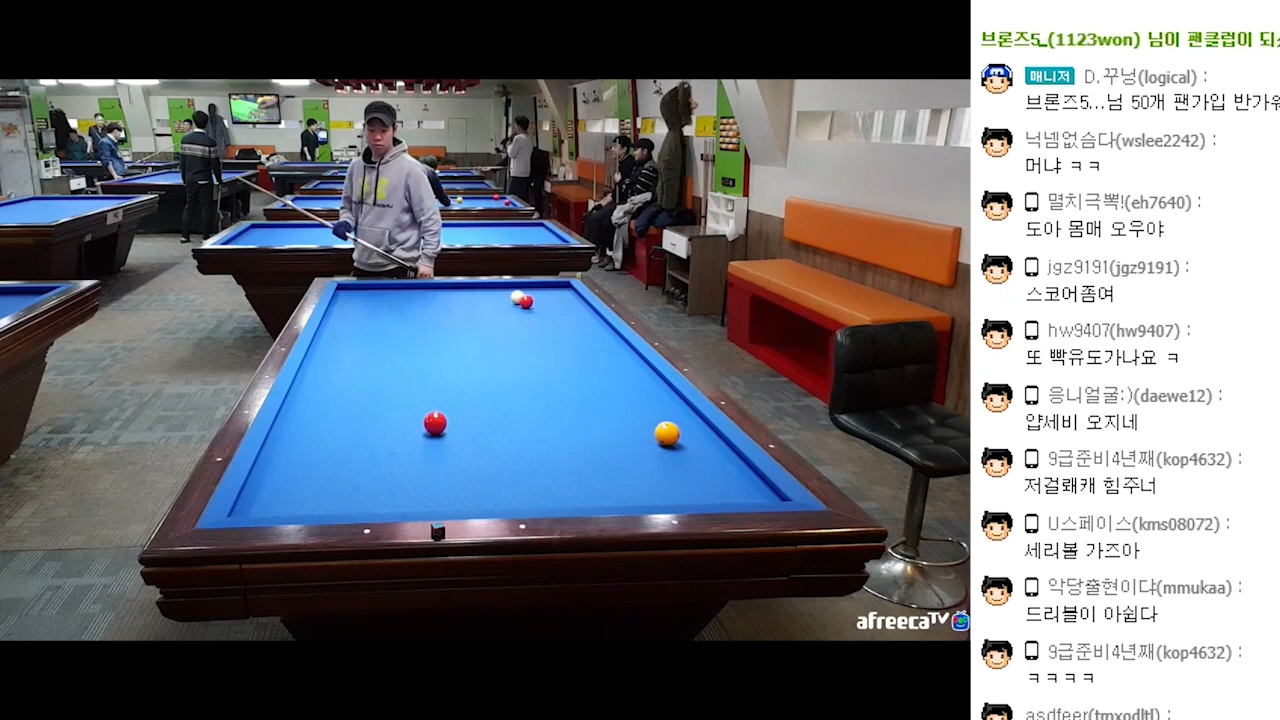 브론즈5_(1123won) 님이 팬클럽이 되
매니저 D.꾸넝(logical) :
브론즈5...넘 50개 팬가입 반가워
닉넴없슴다(wslee2242) :
머냐 ㅋㅋ
멸치극뽁!(eh7640) :
도아 몸매 오우야
jgz9191(jgz9191) :
스코어좀여
hw9407(hw9407) :
또 빡유도가나요 ㅋ
응니얼굴:)(daewe12) :
얍세비 오지네
9급준비4년째(kop4632) :
저걸뢔캐 힘주너
U스페이스(kms08072) :
세리볼 가즈아
악당출현이댜(mmukaa) :
드리블이 아쉽다
9급준비4년째(kop4632) :
ㅋㅋㅋㅋ
afreecaTV